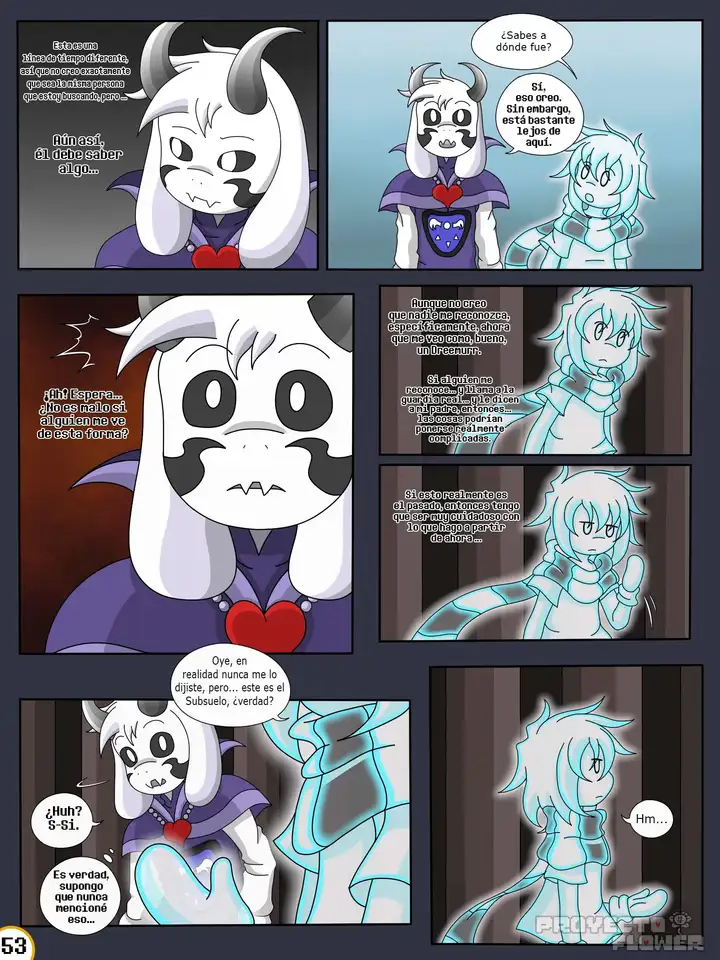 Esta es una
línea de tiempo diferente,
así que no creo exactamente
que sea la misma persona
que estoy buscando, pero...
Aún así,
él debe saber
algo...
¿Sabes a
dónde fue?
Sí,
eso creo.
Sin embargo,
está bastante
lejos de
aquí.
¡Ah! Espera...
¿No es malo si
alguien me ve
de esta forma?
Aunque no creo
que nadie me reconozca,
específicamente, ahora
que me veo como, bueno,
un Dreemurr.
Si alguien me
reconoce... y llama a la
guardia real... y le dicen
a mi padre, entonces...
las cosas podrían
ponerse realmente
complicadas.
Si esto realmente es
el pasado, entonces tengo
que ser muy cuidadoso con
lo que hago a partir
de ahora ...
Oye, en
realidad nunca me lo
dijiste, pero... este es el
Subsuelo, ¿verdad?
¿Huh?
S-Si.
Es verdad,
supongo
que nunca
mencioné
eso...
Hm...
PROYECTO
FLOWER
53